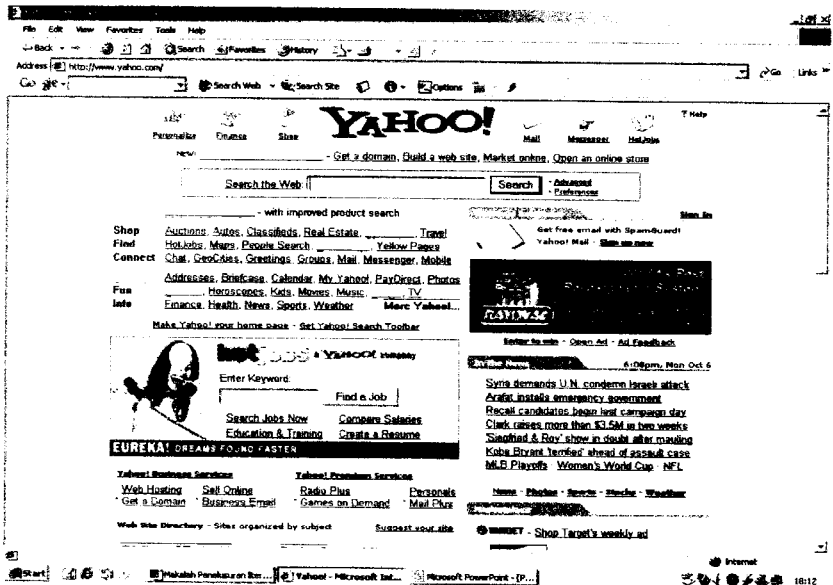 File Edit View Favorites Tools Help
Back Search Favorites History
Address http://www.yahoo.com/ Go Links
Search Web Search Site Options
Personalize Finance Shop YAHOO! Mail Messenger HotJobs ? Help
NEW! - Get a domain, Build a web site, Market online, Open an online store
Search the Web: Search · Advanced
· Preferences
- with improved product search
Shop Auctions, Autos, Classifieds, Real Estate, Travel
Find HotJobs, Maps, People Search, Yellow Pages
Connect Chat, GeoCities, Greetings, Groups, Mail, Messenger, Mobile
Addresses, Briefcase, Calendar, My Yahoo!, PayDirect, Photos
Fun Horoscopes, Kids, Movies, Music, TV
Info Finance, Health, News, Sports, Weather More Yahoo!...
Make Yahoo! your home page - Get Yahoo! Search Toolbar
Sign In
Get free email with SpamGuard!
Yahoo! Mail - Sign up now
RAYOVAC
Enter to win - Open Ad - Ad Feedback
hotjobs a YAHOO! company
Enter Keyword:
Find a Job
Search Jobs Now Compare Salaries
Education & Training Create a Resume
EUREKA! DREAMS FOUND FASTER
In the News 6:08pm, Mon Oct 6
Syria demands U.N. condemn Israeli attack
Arafat installs emergency government
Recall candidates begin last campaign day
Clark raises more than $3.5M in two weeks
'Siegfried & Roy' show in doubt after mauling
Kobe Bryant 'terrified' ahead of assault case
MLB Playoffs · Women's World Cup · NFL
News - Photos - Sports - Stocks - Weather
Yahoo! Business Services Yahoo! Premium Services
Web Hosting Sell Online Radio Plus Personals
· Get a Domain · Business Email · Games on Demand · Mail Plus
Web Site Directory - Sites organized by subject Suggest your site
TARGET - Shop Target's weekly ad
Internet
Start Makalah Penelusuran Iter... Yahoo! - Microsoft Int... Microsoft PowerPoint - [P... 18:12